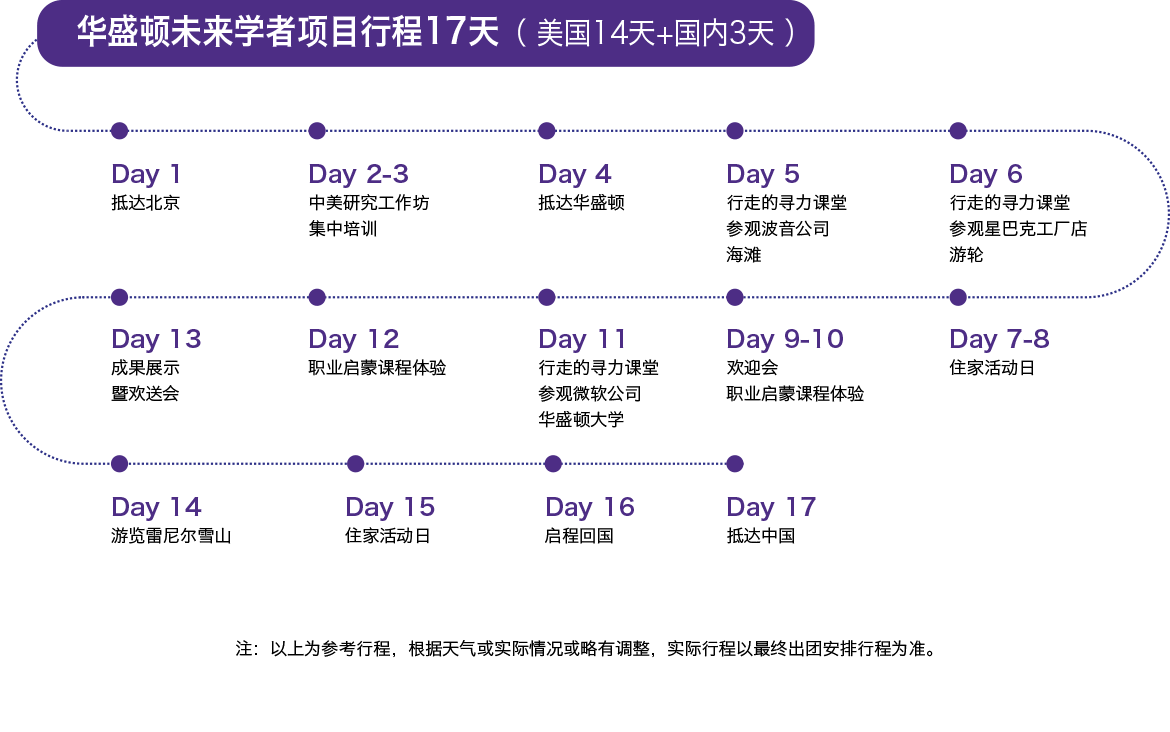 华盛顿未来学者项目行程17天（ 美国14天+国内3天 ）
Day 1
抵达北京
Day 2-3
中美研究工作坊
集中培训
Day 4
抵达华盛顿
Day 5
行走的寻力课堂
参观波音公司
海滩
Day 6
行走的寻力课堂
参观星巴克工厂店
游轮
Day 7-8
住家活动日
Day 9-10
欢迎会
职业启蒙课程体验
Day 11
行走的寻力课堂
参观微软公司
华盛顿大学
Day 12
职业启蒙课程体验
Day 13
成果展示
暨欢送会
Day 14
游览雷尼尔雪山
Day 15
住家活动日
Day 16
启程回国
Day 17
抵达中国
注：以上为参考行程，根据天气或实际情况或略有调整，实际行程以最终出团安排行程为准。